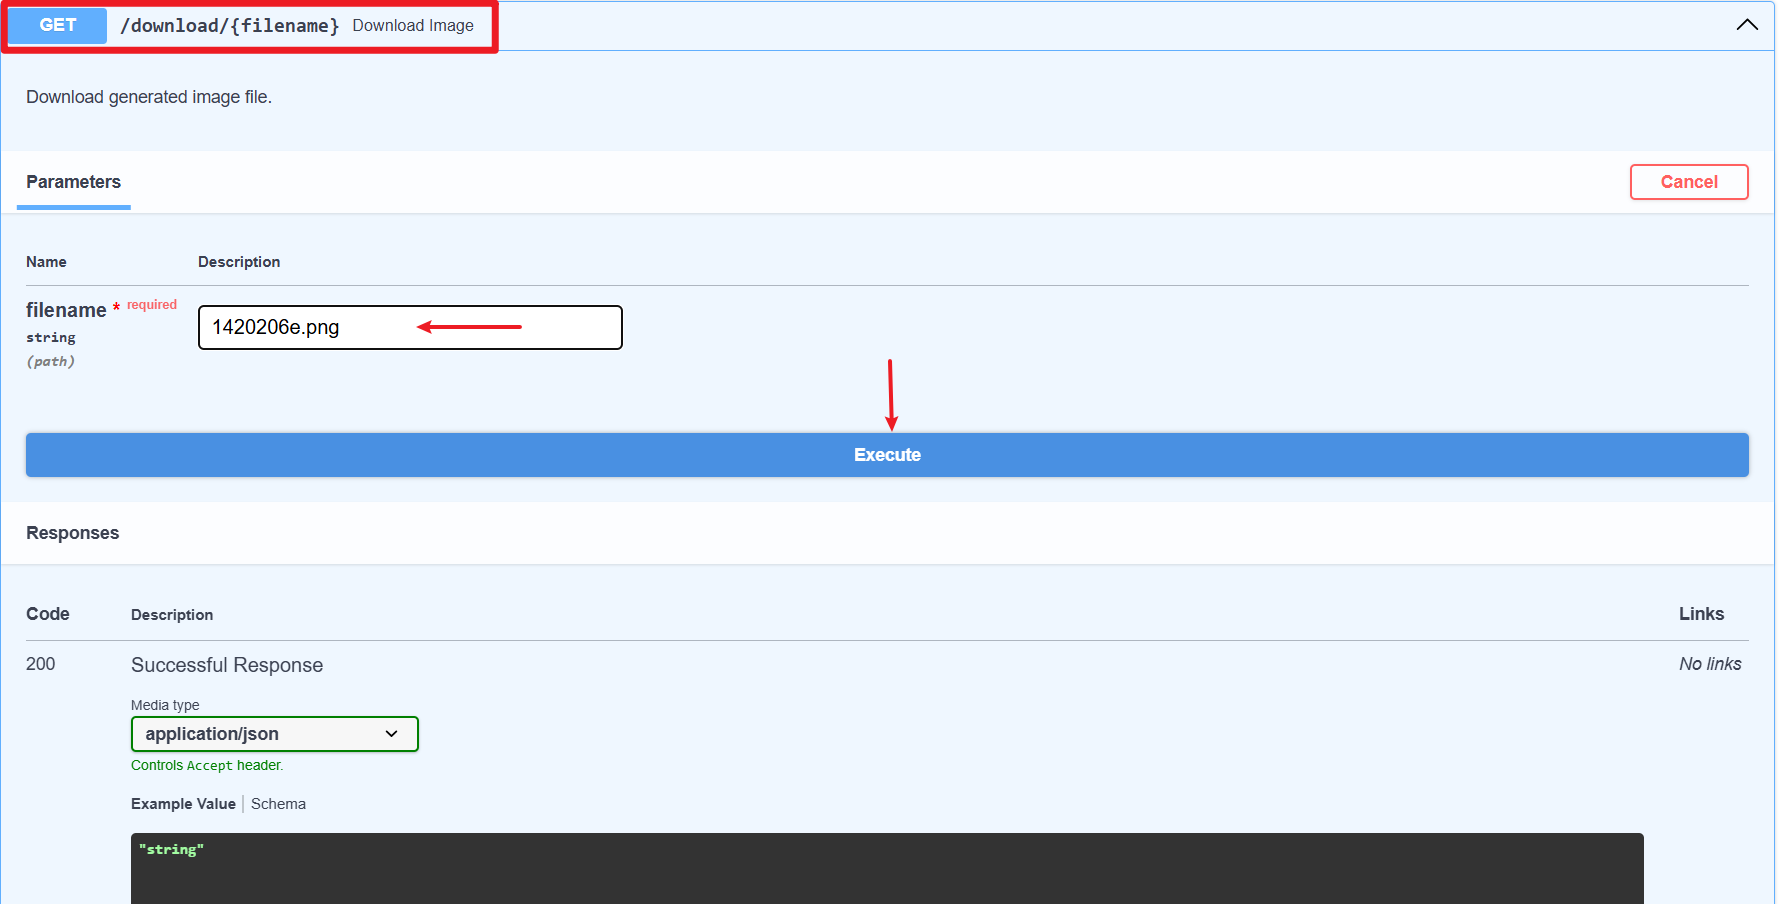 GET /download/{filename} Download Image
Download generated image file.
Parameters Cancel
Name Description
filename * required
string
(path)
1420206e.png
Execute
Responses
Code Description Links
200 Successful Response No links
Media type
application/json
Controls Accept header.
Example Value Schema
"string"